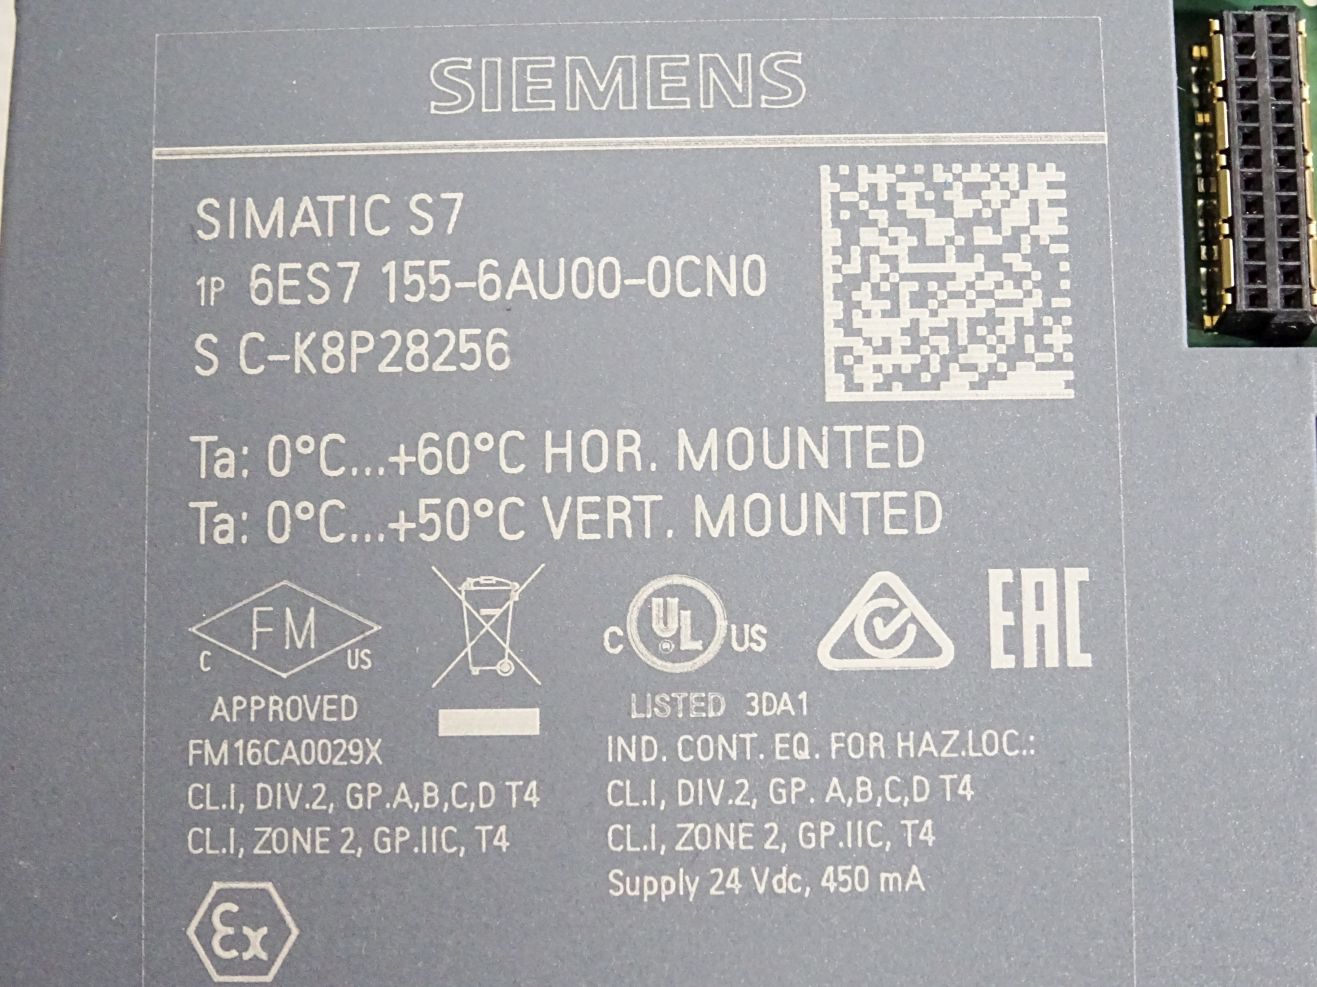 SIEMENS
SIMATIC S7
1P 6ES7 155-6AU00-0CN0
S C-K8P28256
Ta: 0°C...+60°C HOR. MOUNTED
Ta: 0°C...+50°C VERT. MOUNTED
C FM US
APPROVED
FM16CA0029X
CL.I, DIV.2, GP.A,B,C,D T4
CL.I, ZONE 2, GP.IIC, T4
Ex
C UL ® US
LISTED 3DA1
IND. CONT. EQ. FOR HAZ.LOC.:
CL.I, DIV.2, GP. A,B,C,D T4
CL.I, ZONE 2, GP.IIC, T4
Supply 24 Vdc, 450 mA
EAC